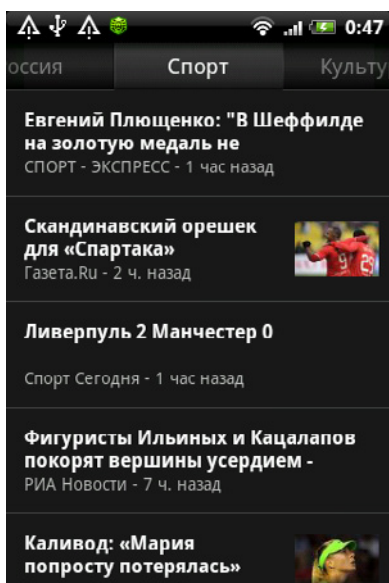 0:47
оссия Спорт Культу
Евгений Плющенко: "В Шеффилде
на золотую медаль не
СПОРТ - ЭКСПРЕСС - 1 час назад
Скандинавский орешек
для «Спартака»
Газета.Ru - 2 ч. назад
Ливерпуль 2 Манчестер 0
Спорт Сегодня - 1 час назад
Фигуристы Ильиных и Кацалапов
покорят вершины усердием -
РИА Новости - 7 ч. назад
Каливод: «Мария
попросту потерялась»